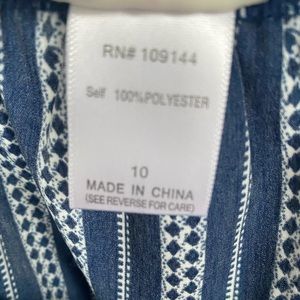 RN# 109144
Self 100%POLYESTER
10
MADE IN CHINA
(SEE REVERSE FOR CARE)